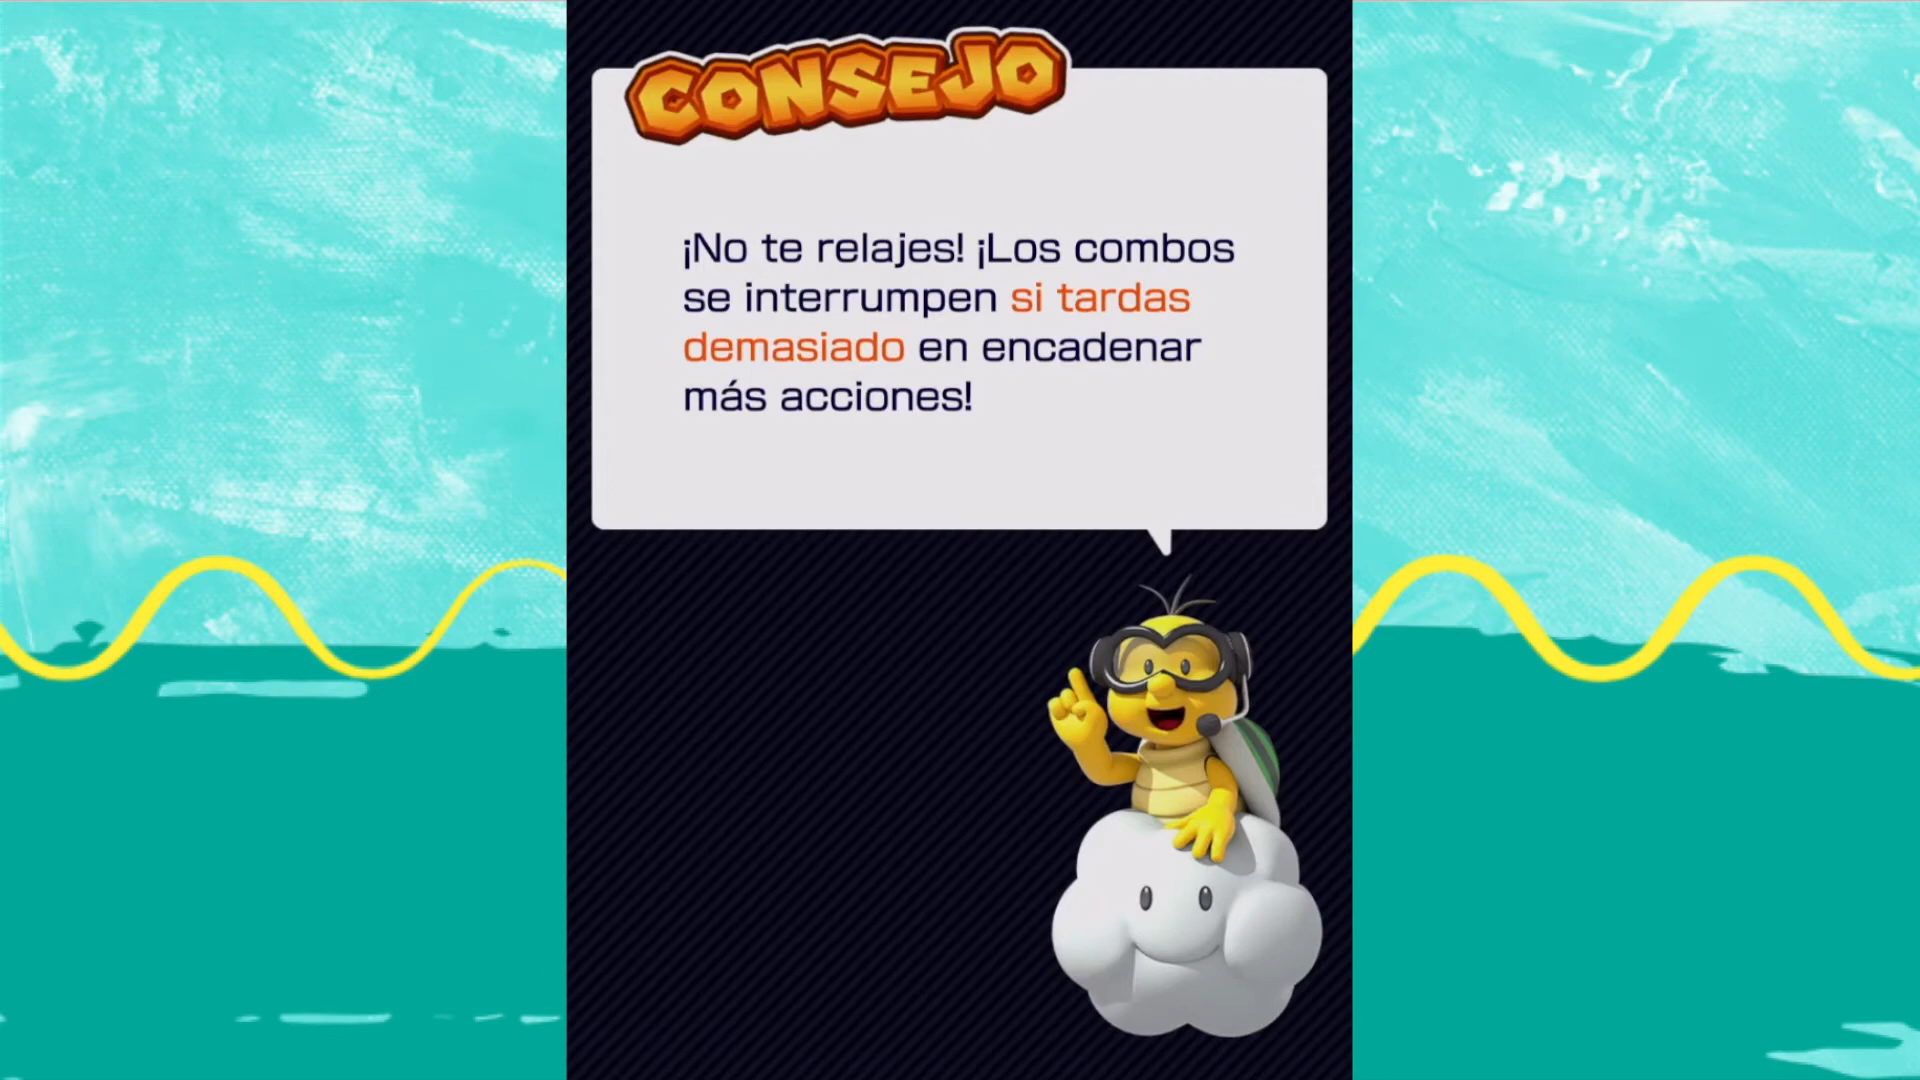 CONSEJO
¡No te relajes! ¡Los combos
se interrumpen si tardas
demasiado en encadenar
más acciones!